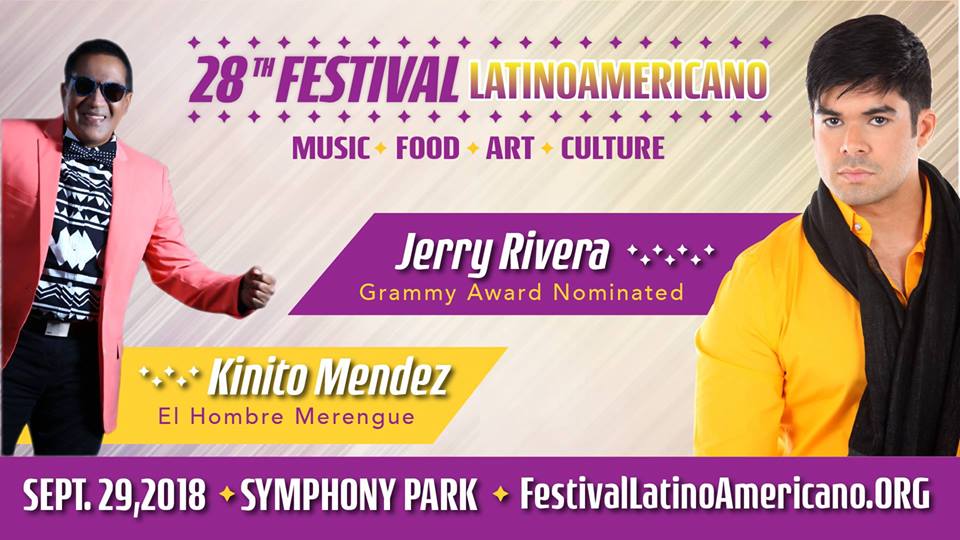 28TH FESTIVAL LATINOAMERICANO
MUSIC FOOD ART CULTURE
Jerry Rivera
Grammy Award Nominated
Kinito Mendez
El Hombre Merengue
SEPT. 29,2018 SYMPHONY PARK FestivalLatinoAmericano.ORG